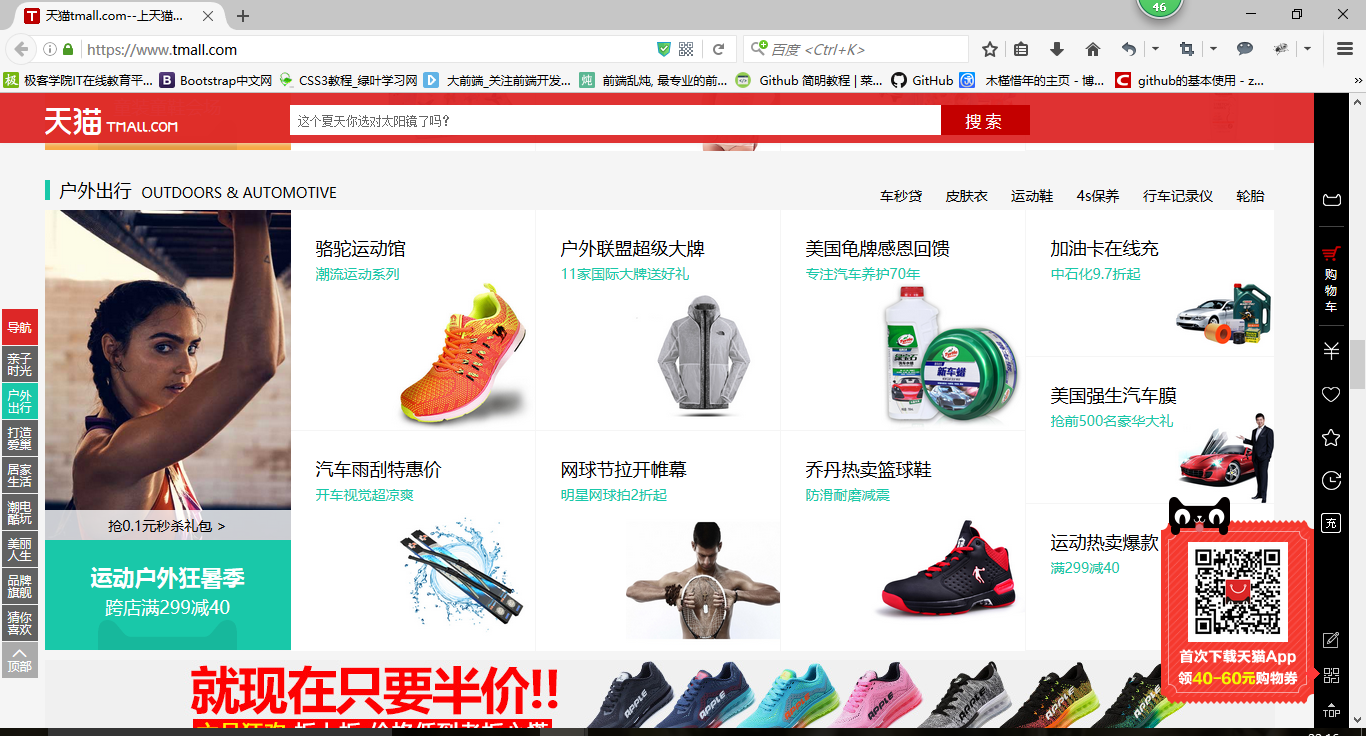 46
天猫tmall.com--上天猫...
https://www.tmall.com
百度 <Ctrl+K>
极客学院IT在线教育平...
Bootstrap中文网
CSS3教程_绿叶学习网
大前端_关注前端开发...
前端乱炖, 最专业的前...
Github 简明教程 | 菜...
GitHub
木槿惜年的主页 - 博...
github的基本使用 - z...
天猫 TMALL.COM
这个夏天你选对太阳镜了吗?
搜索
户外出行 OUTDOORS & AUTOMOTIVE
车秒贷 皮肤衣 运动鞋 4s保养 行车记录仪 轮胎
骆驼运动馆
潮流运动系列
户外联盟超级大牌
11家国际大牌送好礼
美国龟牌感恩回馈
专注汽车养护70年
加油卡在线充
中石化9.7折起
美国强生汽车膜
抢前500名豪华大礼
汽车雨刮特惠价
开车视觉超凉爽
网球节拉开帷幕
明星网球拍2折起
乔丹热卖篮球鞋
防滑耐磨减震
运动热卖爆款
满299减40
抢0.1元秒杀礼包 >
运动户外狂暑季
跨店满299减40
导航
亲子
时光
户外
出行
打造
爱巢
居家
生活
潮电
酷玩
美丽
人生
品牌
旗舰
猜你
喜欢
顶部
购
物
车
充
TOP
新车蜡
首次下载天猫App
领40-60元购物券
就现在只要半价!!
APPLE
APPLE
APPLE
APPLE
APPLE
APPLE
APPLE